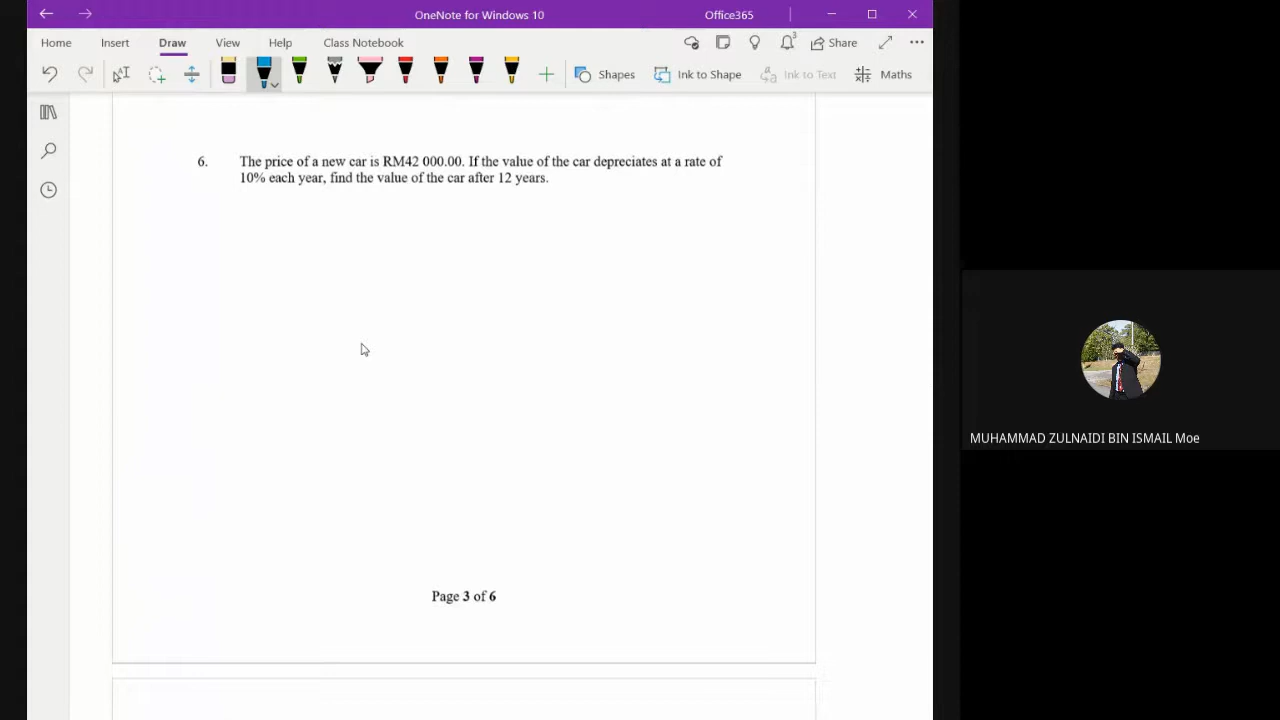 OneNote for Windows 10
Office365
Home Insert Draw View Help Class Notebook
3
Share
Shapes Ink to Shape Ink to Text Maths
6. The price of a new car is RM42 000.00. If the value of the car depreciates at a rate of
10% each year, find the value of the car after 12 years.
MUHAMMAD ZULNAIDI BIN ISMAIL Moe
Page 3 of 6